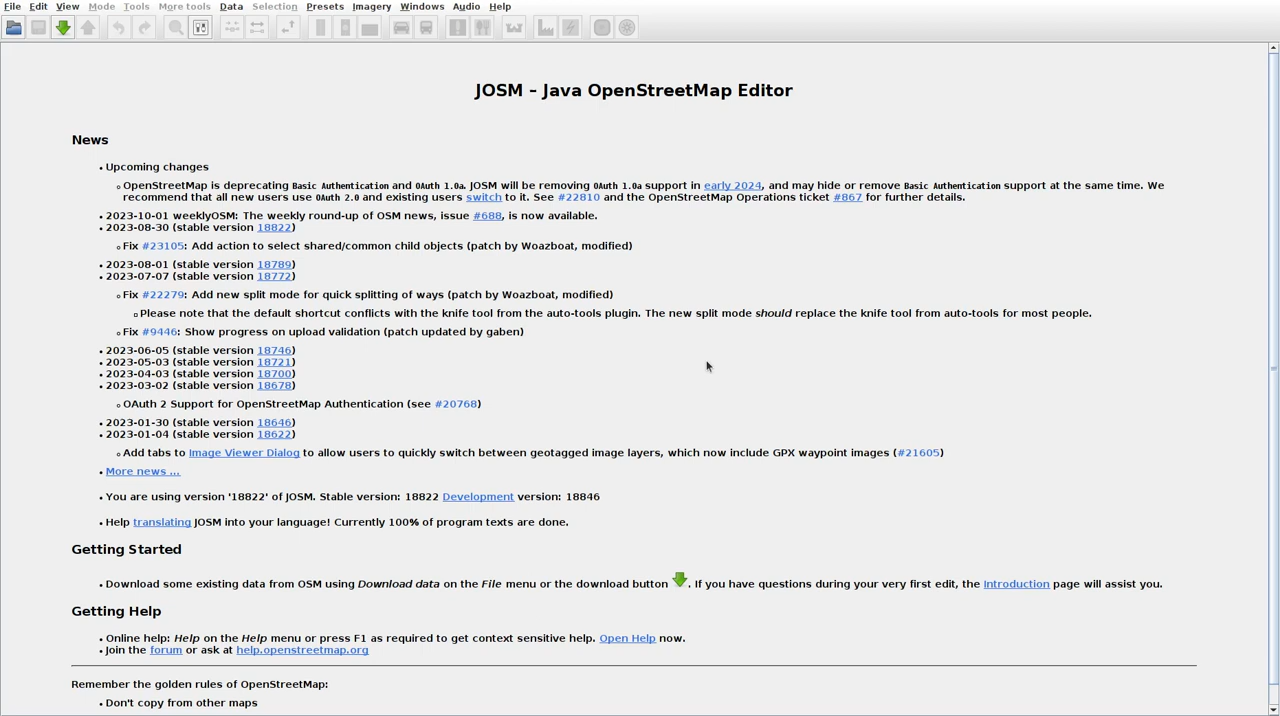 File Edit View Mode Tools More tools Data Selection Presets Imagery Windows Audio Help
JOSM – Java OpenStreetMap Editor
News
Upcoming changes
OpenStreetMap is deprecating Basic Authentication and OAuth 1.0a. JOSM will be removing OAuth 1.0a support in early 2024, and may hide or remove Basic Authentication support at the same time. We
recommend that all new users use OAuth 2.0 and existing users switch to it. See #22810 and the OpenStreetMap Operations ticket #867 for further details.
2023-10-01 weeklyOSM: The weekly round-up of OSM news, issue #688, is now available.
2023-08-30 (stable version 18822)
Fix #23105: Add action to select shared/common child objects (patch by Woazboat, modified)
2023-08-01 (stable version 18789)
2023-07-07 (stable version 18772)
Fix #22279: Add new split mode for quick splitting of ways (patch by Woazboat, modified)
Please note that the default shortcut conflicts with the knife tool from the auto-tools plugin. The new split mode should replace the knife tool from auto-tools for most people.
Fix #9446: Show progress on upload validation (patch updated by gaben)
2023-06-05 (stable version 18746)
2023-05-03 (stable version 18721)
2023-04-03 (stable version 18700)
2023-03-02 (stable version 18678)
OAuth 2 Support for OpenStreetMap Authentication (see #20768)
2023-01-30 (stable version 18646)
2023-01-04 (stable version 18622)
Add tabs to Image Viewer Dialog to allow users to quickly switch between geotagged image layers, which now include GPX waypoint images (#21605)
More news ...
You are using version '18822' of JOSM. Stable version: 18822 Development version: 18846
Help translating JOSM into your language! Currently 100% of program texts are done.
Getting Started
Download some existing data from OSM using Download data on the File menu or the download button . If you have questions during your very first edit, the Introduction page will assist you.
Getting Help
Online help: Help on the Help menu or press F1 as required to get context sensitive help. Open Help now.
Join the forum or ask at help.openstreetmap.org
Remember the golden rules of OpenStreetMap:
Don't copy from other maps